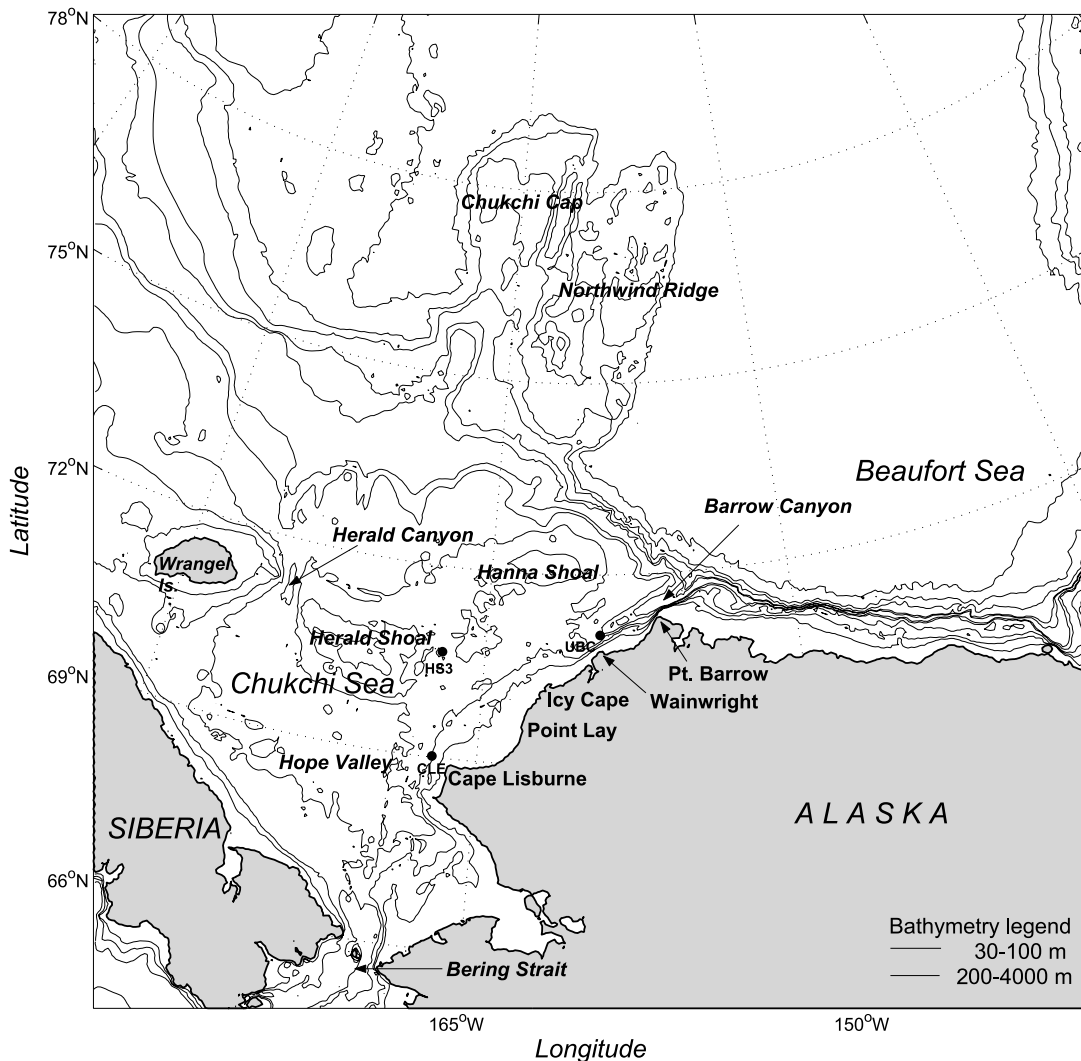 78°N
Chukchi Cap
75°N
Northwind Ridge
72°N
Beaufort Sea
Barrow Canyon
Herald Canyon
Latitude
Wrangel
Is.
Hanna Shoal
Herald Shoal
UBC
HS3
69°N
Chukchi Sea
Pt. Barrow
Icy Cape
Wainwright
Point Lay
Hope Valley
CLE
Cape Lisburne
SIBERIA
ALASKA
66°N
Bathymetry legend
30-100 m
200-4000 m
Bering Strait
165°W
150°W
Longitude